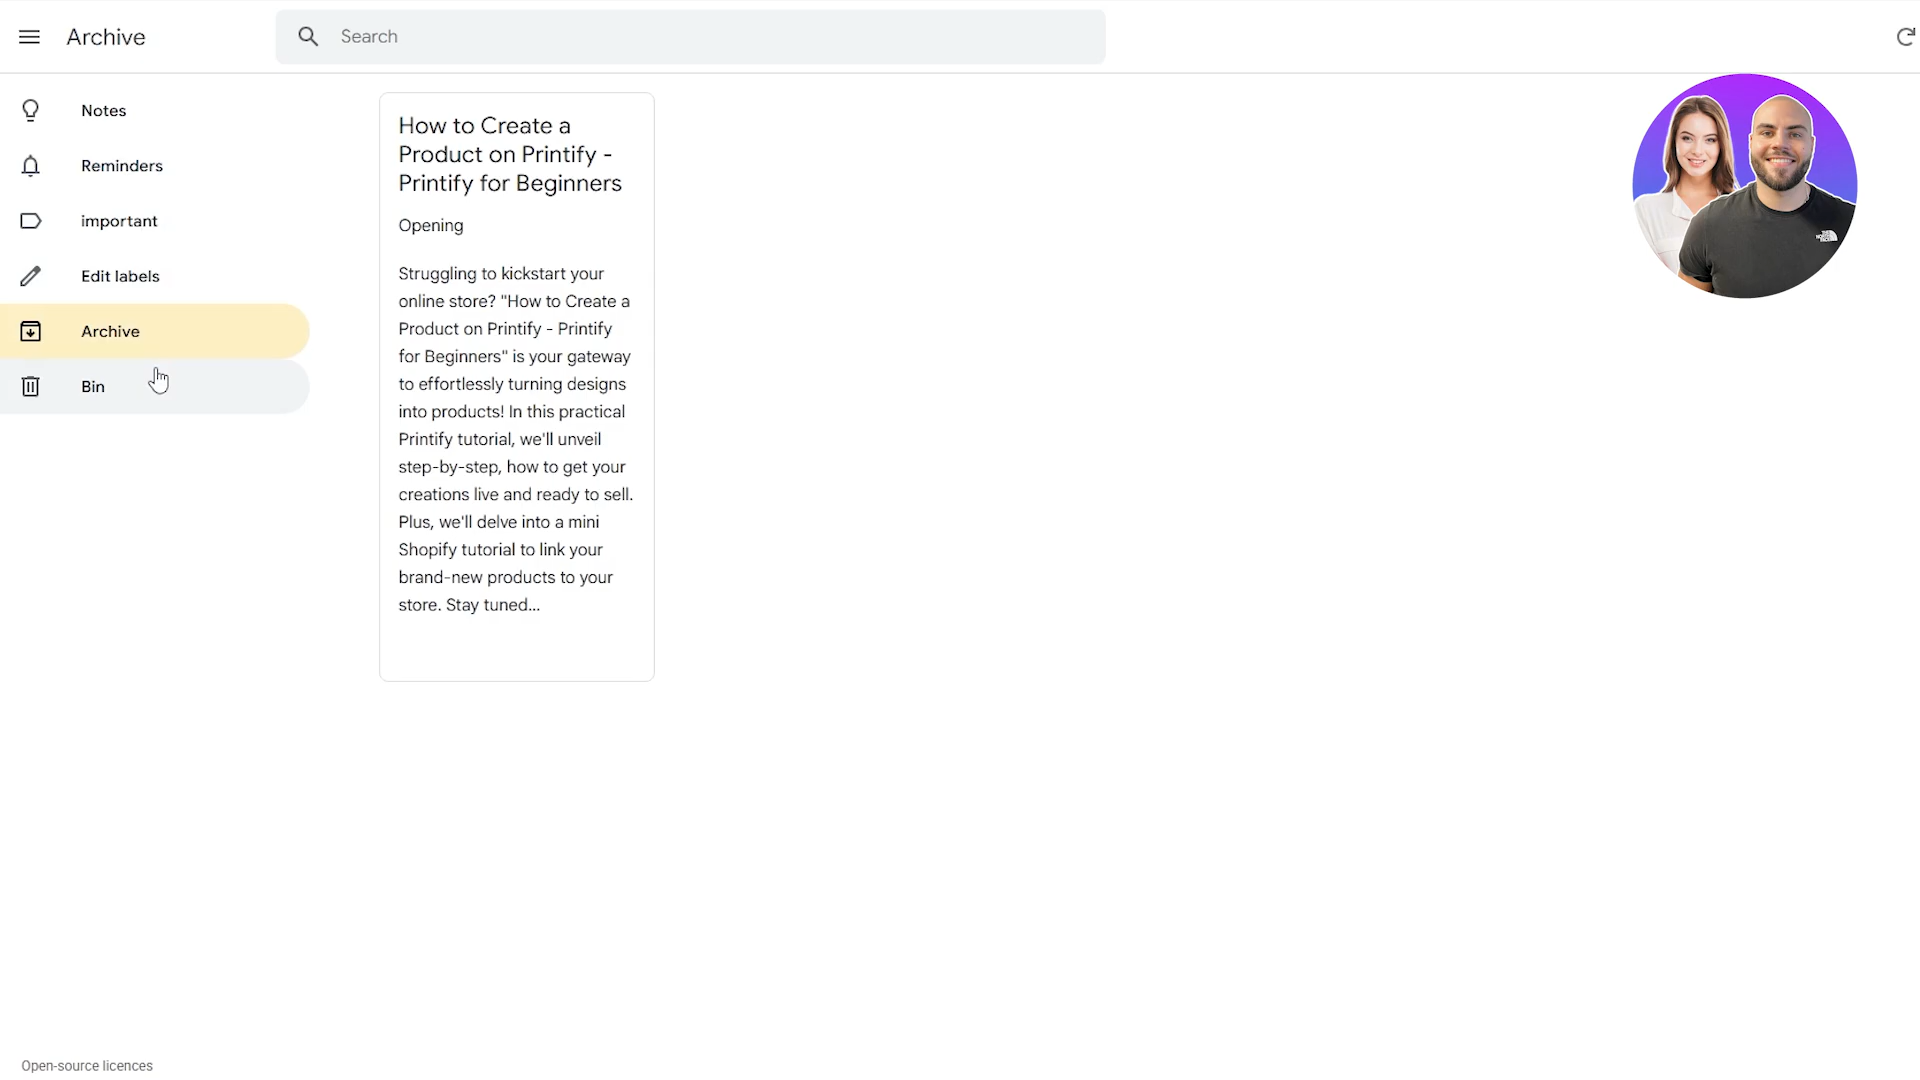 Archive
Search
Notes
Reminders
important
Edit labels
Archive
Bin
How to Create a
Product on Printify -
Printify for Beginners
Opening
Struggling to kickstart your
online store? "How to Create a
Product on Printify - Printify
for Beginners" is your gateway
to effortlessly turning designs
into products! In this practical
Printify tutorial, we'll unveil
step-by-step, how to get your
creations live and ready to sell.
Plus, we'll delve into a mini
Shopify tutorial to link your
brand-new products to your
store. Stay tuned...
Open-source licences